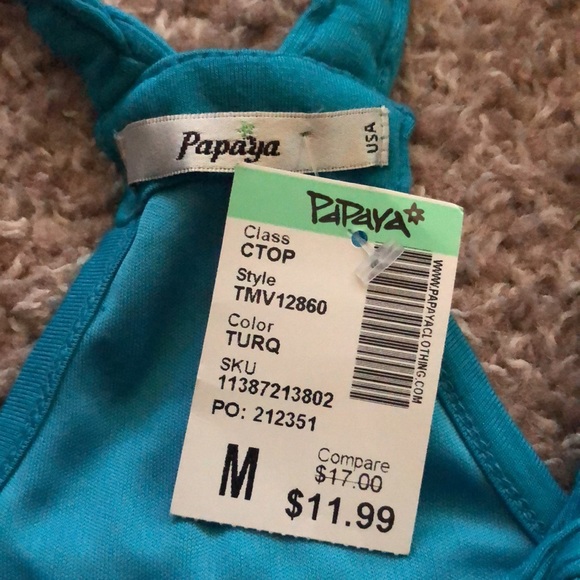 Papaya
USA
PaPaYa
Class
CTOP
Style
TMV12860
Color
TURQ
SKU
11387213802
PO: 212351
M
Compare
$17.00
$11.99
WWW.PAPAYACLOTHING.COM